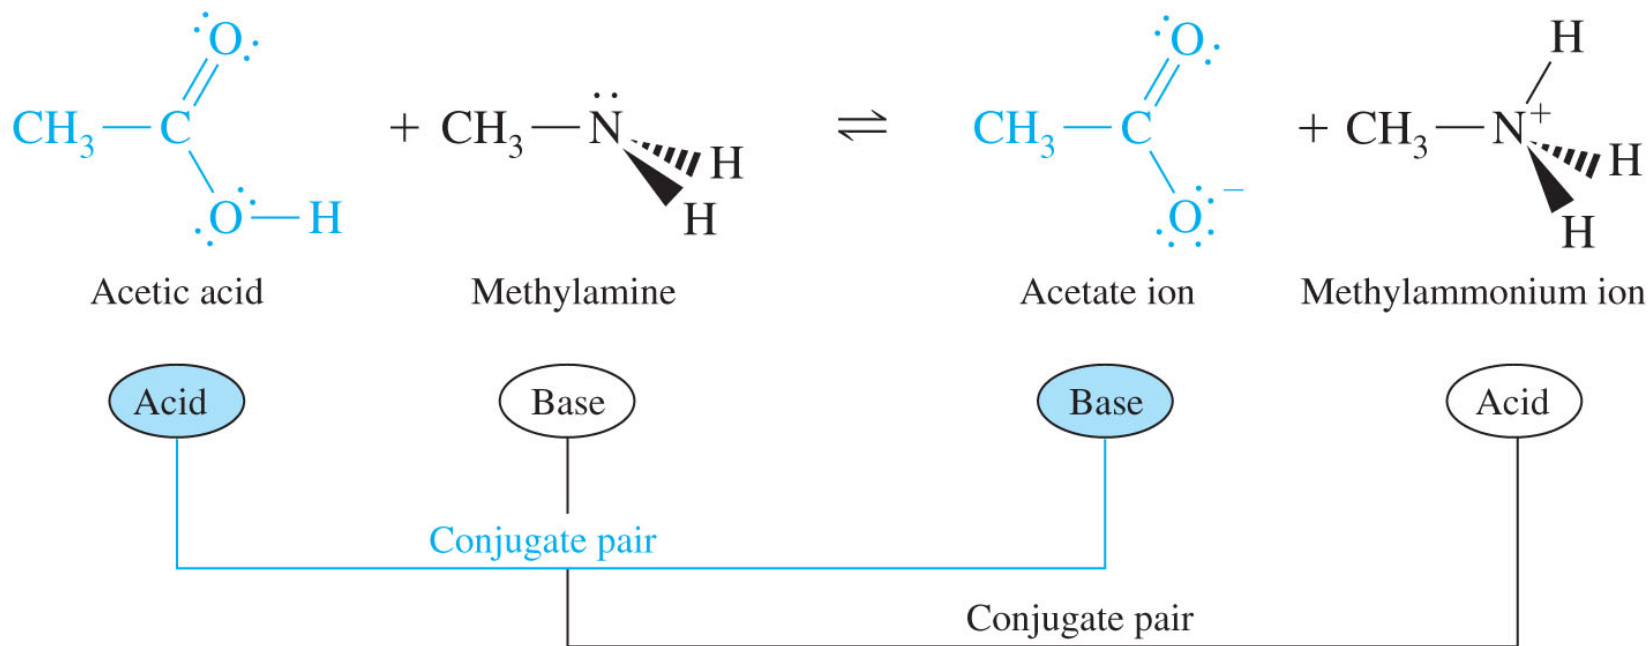 O
H
CH₃ — C + CH₃ — N ⇌ CH₃ — C + CH₃ — N⁺
H H
O — H H O⁻ H
Acetic acid Methylamine Acetate ion Methylammonium ion
Acid Base Base Acid
Conjugate pair
Conjugate pair